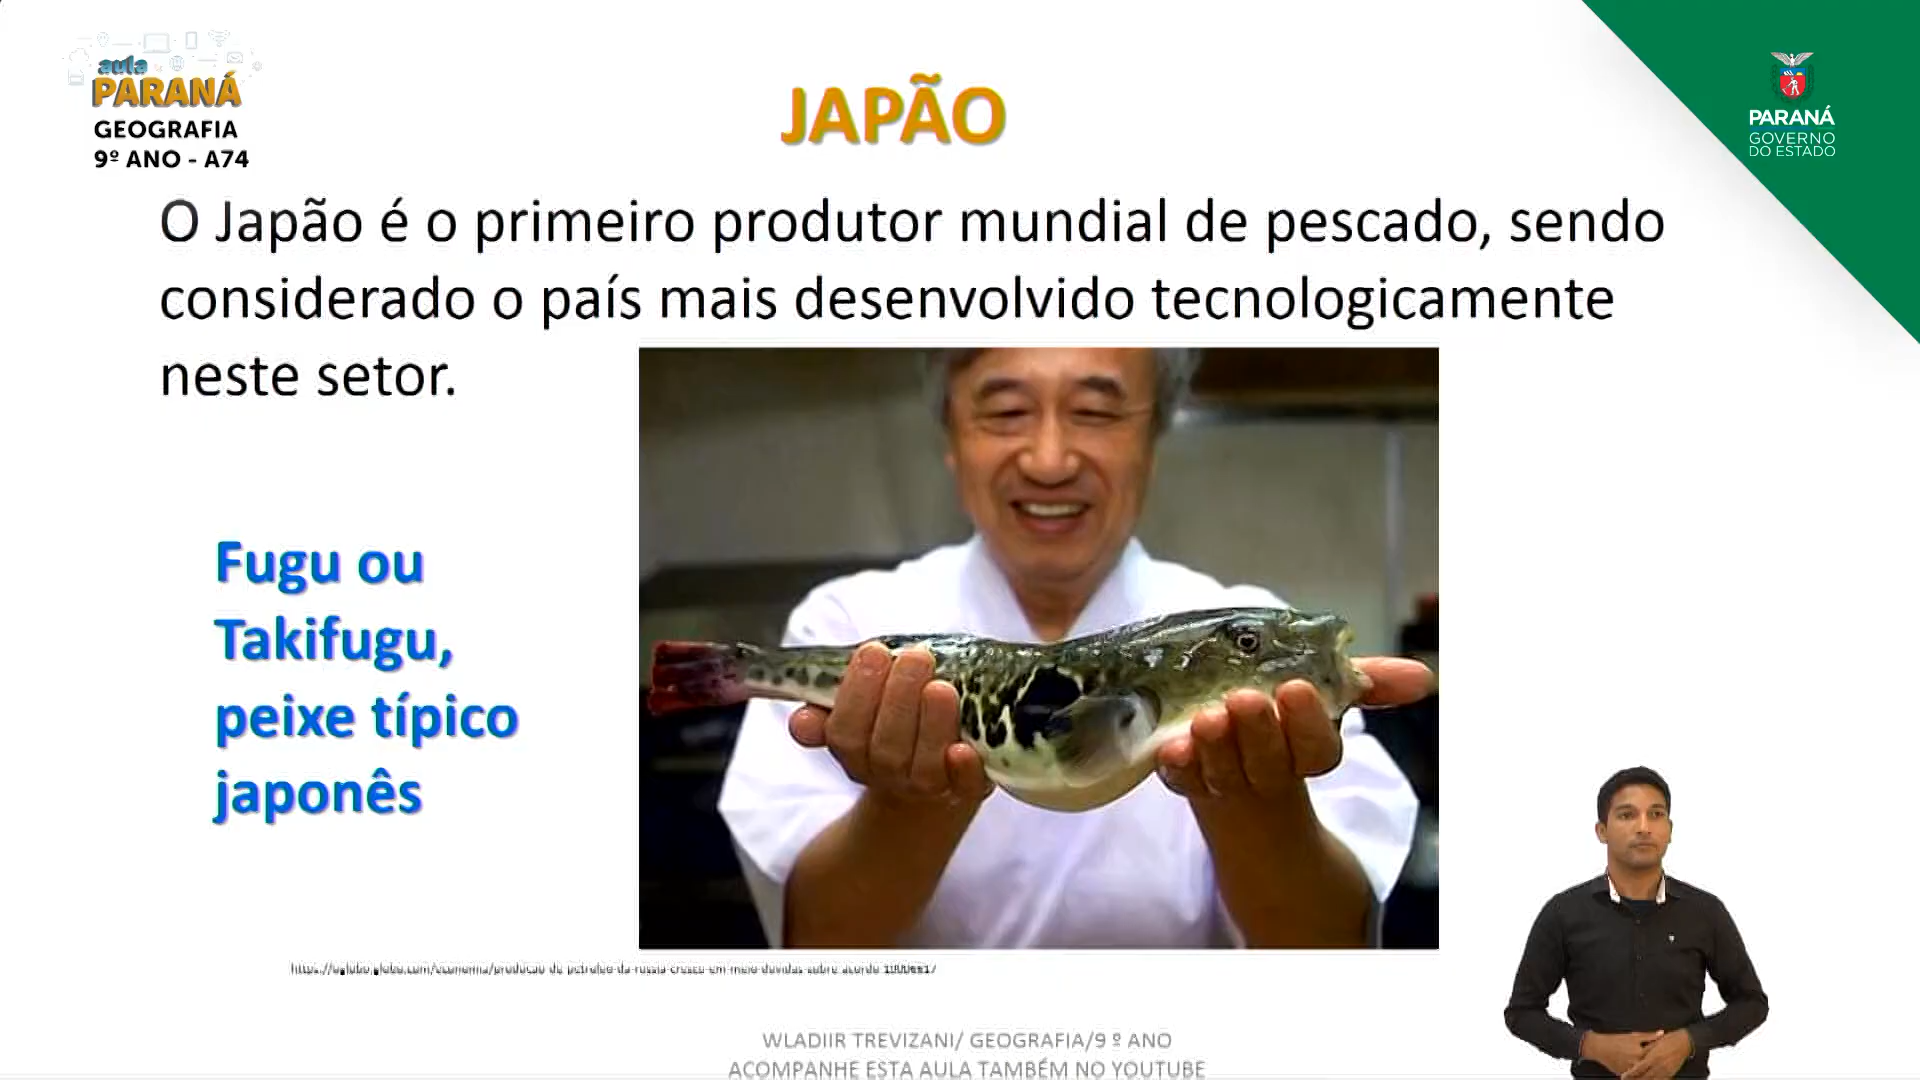 aula
PARANÁ
GEOGRAFIA
9º ANO - A74
JAPÃO
PARANÁ
GOVERNO
DO ESTADO
O Japão é o primeiro produtor mundial de pescado, sendo
considerado o país mais desenvolvido tecnologicamente
neste setor.
Fugu ou
Takifugu,
peixe típico
japonês
WLADIIR TREVIZANI/ GEOGRAFIA/9 º ANO
ACOMPANHE ESTA AULA TAMBÉM NO YOUTUBE